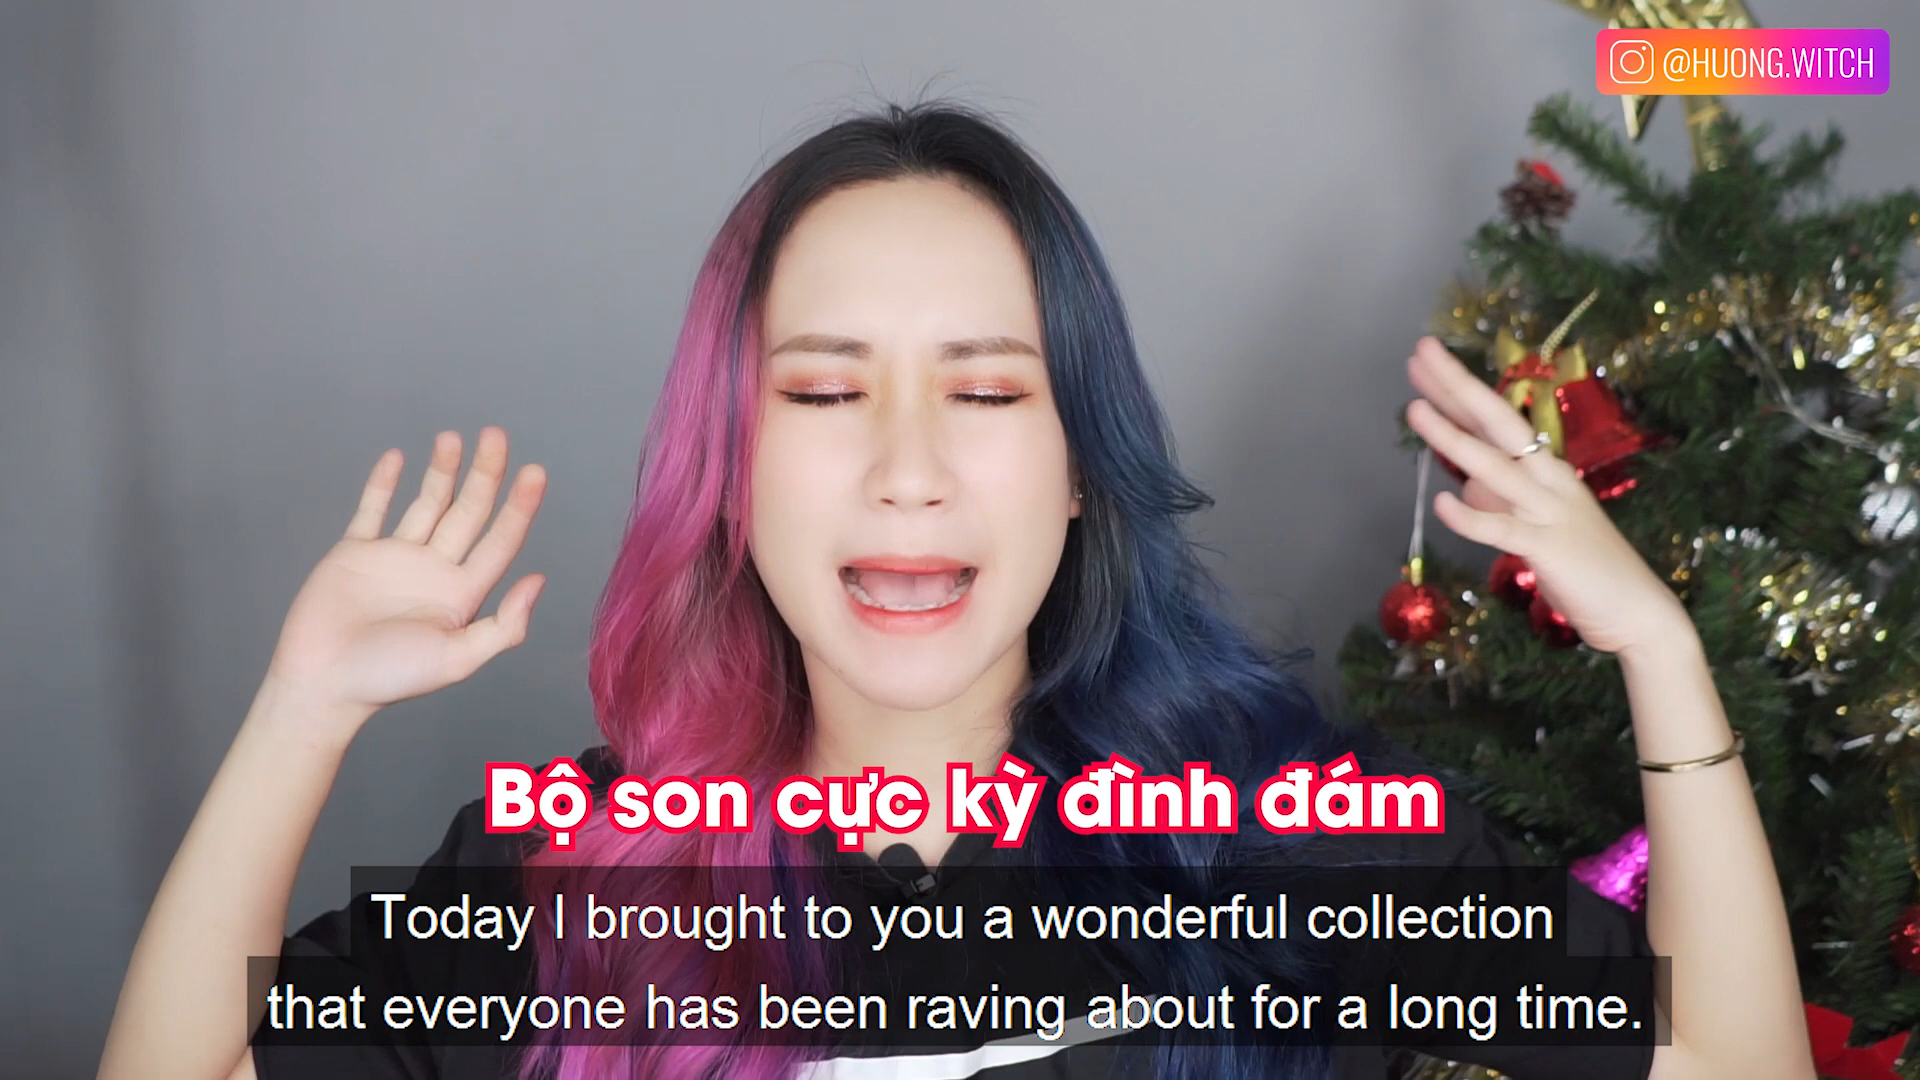 @HUONG.WITCH
Bộ son cực kỳ đình đám
Today I brought to you a wonderful collection
that everyone has been raving about for a long time.